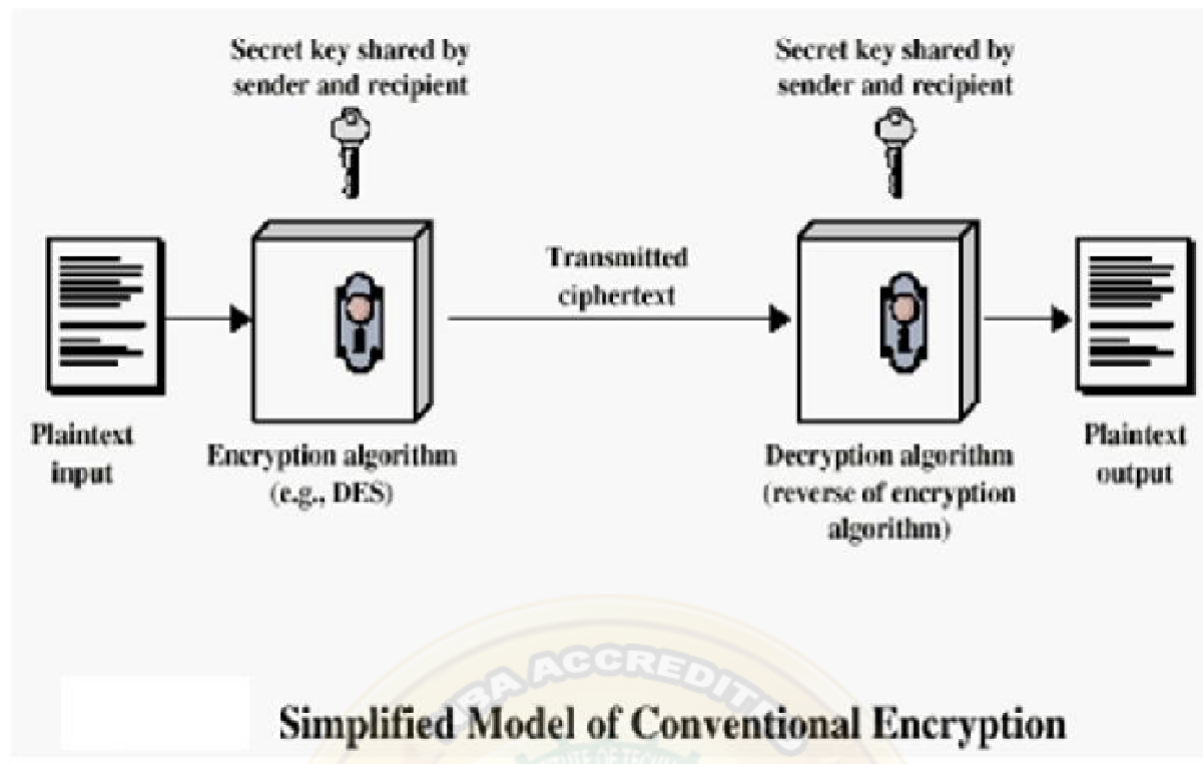 Secret key shared by
sender and recipient
Secret key shared by
sender and recipient
Transmitted
ciphertext
Plaintext
input
Encryption algorithm
(e.g., DES)
Decryption algorithm
(reverse of encryption
algorithm)
Plaintext
output
ACCREDITED
Simplified Model of Conventional Encryption